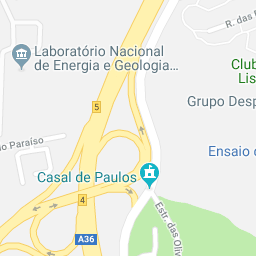 R. das F
Laboratório Nacional
de Energia e Geologia...
Club
Lis
Grupo Desp
5
o Paraíso
Ensaio d
Casal de Paulos
4
Estr. das Oliv
A36